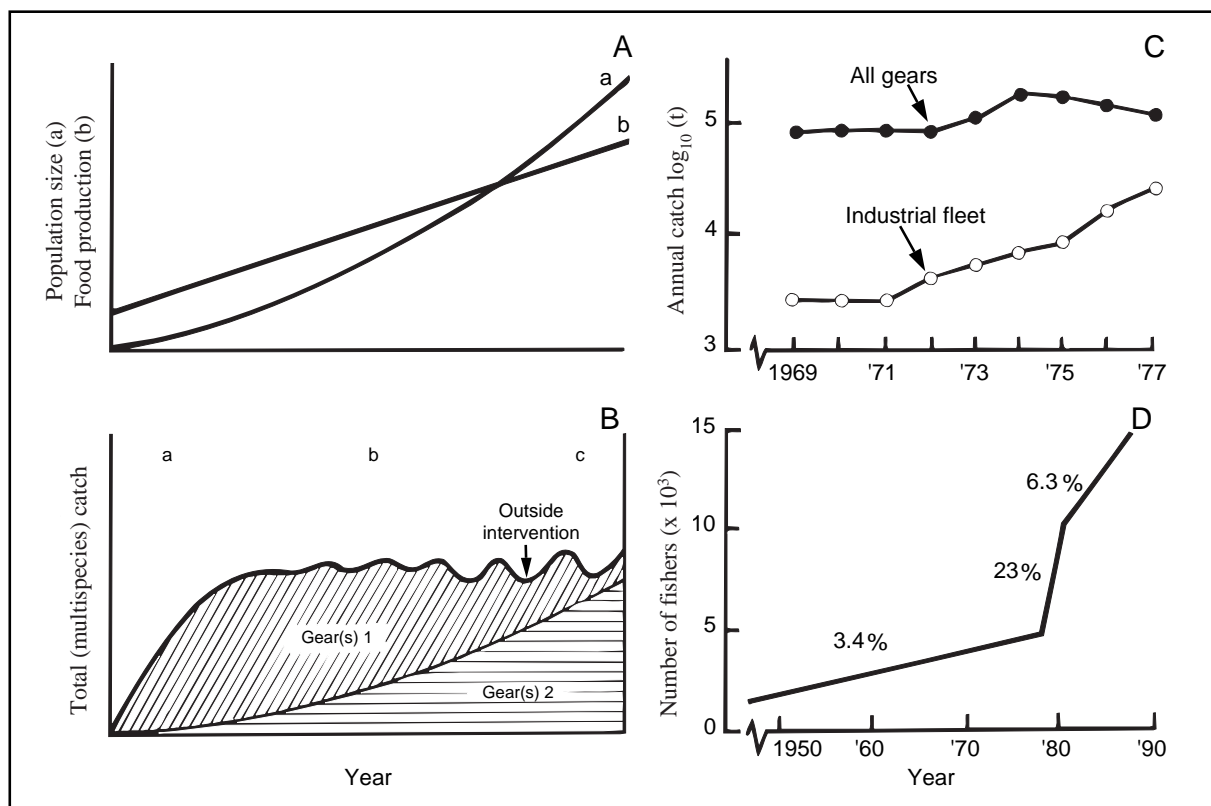 A
Population size (a)
Food production (b)
a
b
C
Annual catch log₁₀ (t)
5
4
3
All gears
Industrial fleet
1969 '71 '73 '75 '77
B
Total (multispecies) catch
a b c
Outside
intervention
Gear(s) 1
Gear(s) 2
Year
D
Number of fishers (x 10³)
15
10
5
0
6.3 %
23 %
3.4 %
1950 '60 '70 '80 '90
Year